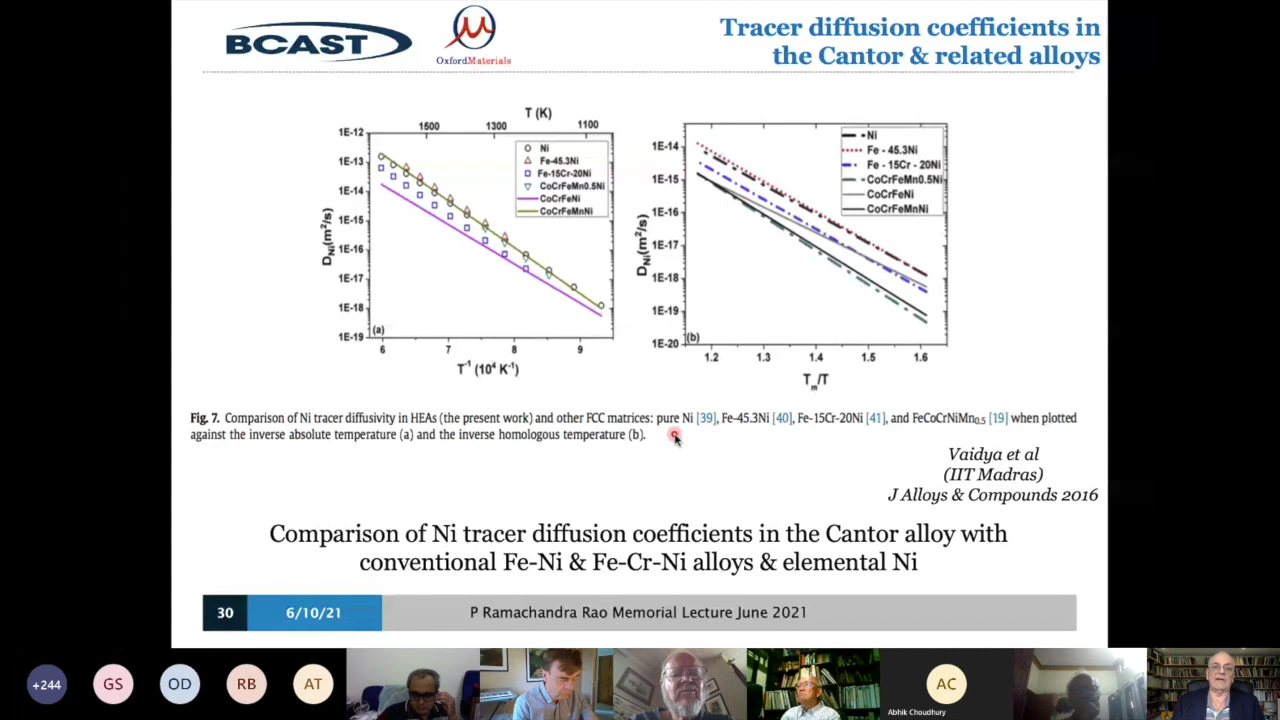 BCAST
OxfordMaterials
Tracer diffusion coefficients in
the Cantor & related alloys
T (K)
1500 1300 1100
1E-12
1E-13
1E-14
1E-15
1E-16
1E-17
1E-18
1E-19
D_Ni(m²/s)
Ni
Fe-45.3Ni
Fe-15Cr-20Ni
CoCrFeMn0.5Ni
CoCrFeNi
CoCrFeMnNi
(a)
6 7 8 9
T⁻¹ (10⁴ K⁻¹)
1E-14
1E-15
1E-16
1E-17
1E-18
1E-19
1E-20
D_Ni(m²/s)
Ni
Fe - 45.3Ni
Fe - 15Cr - 20Ni
CoCrFeMn0.5Ni
CoCrFeNi
CoCrFeMnNi
(b)
1.2 1.3 1.4 1.5 1.6
T_m/T
Fig. 7. Comparison of Ni tracer diffusivity in HEAs (the present work) and other FCC matrices: pure Ni [39], Fe-45.3Ni [40], Fe-15Cr-20Ni [41], and FeCoCrNiMn₀.₅ [19] when plotted
against the inverse absolute temperature (a) and the inverse homologous temperature (b).
Vaidya et al
(IIT Madras)
J Alloys & Compounds 2016
Comparison of Ni tracer diffusion coefficients in the Cantor alloy with
conventional Fe-Ni & Fe-Cr-Ni alloys & elemental Ni
30 6/10/21 P Ramachandra Rao Memorial Lecture June 2021
+244 GS OD RB AT AC
Abhik Choudhury